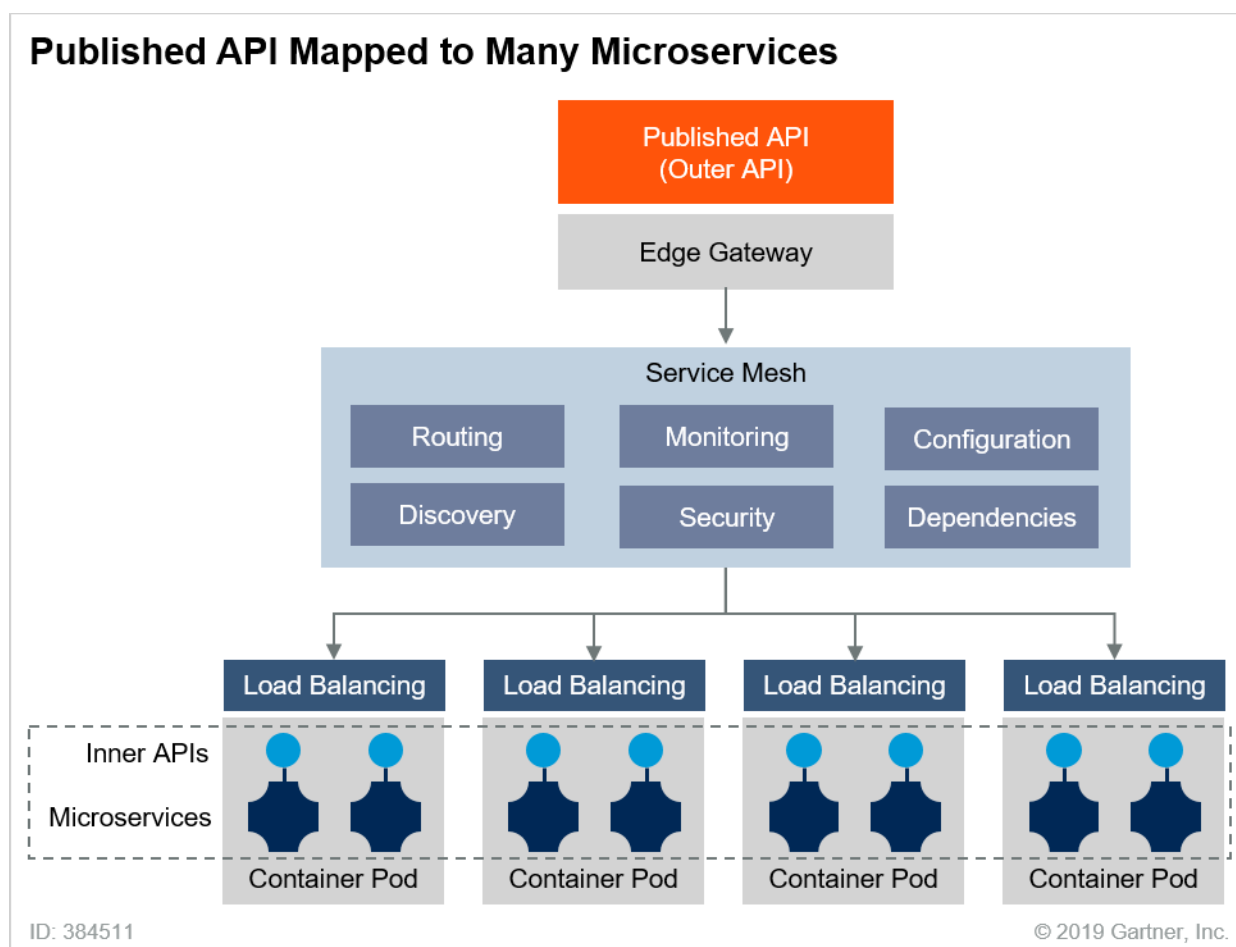 Published API Mapped to Many Microservices
Published API
(Outer API)
Edge Gateway
Service Mesh
Routing
Monitoring
Configuration
Discovery
Security
Dependencies
Load Balancing
Load Balancing
Load Balancing
Load Balancing
Inner APIs
Microservices
Container Pod
Container Pod
Container Pod
Container Pod
ID: 384511
© 2019 Gartner, Inc.